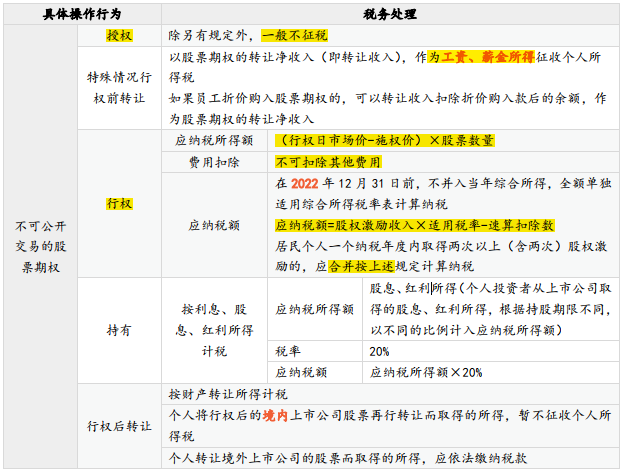 具体操作行为 税务处理
授权 除另有规定外，一般不征税
以股票期权的转让净收入（即转让收入），作为工资、薪金所得征收个人所
得税
特殊情况行
权前转让
如果员工折价购入股票期权的，可以转让收入扣除折价购入款后的余额，作
为股票期权的转让净收入
应纳税所得额 （行权日市场价-施权价）×股票数量
费用扣除 不可扣除其他费用
行权
应纳税额
在 2022 年 12 月 31 日前，不并入当年综合所得，全额单独
适用综合所得税率表计算纳税
应纳税额=股权激励收入×适用税率-速算扣除数
居民个人一个纳税年度内取得两次以上（含两次）股权激
励的，应合并按上述规定计算纳税
不可公开
交易的股
票期权
持有
按利息、股
息、红利所得
计税
应纳税所得额
股息、红利所得（个人投资者从上市公司取
得的股息、红利所得，根据持股期限不同，
以不同的比例计入应纳税所得额）
税率 20%
应纳税额 应纳税所得额×20%
行权后转让
按财产转让所得计税
个人将行权后的境内上市公司股票再行转让而取得的所得，暂不征收个人所
得税
个人转让境外上市公司的股票而取得的所得，应依法缴纳税款